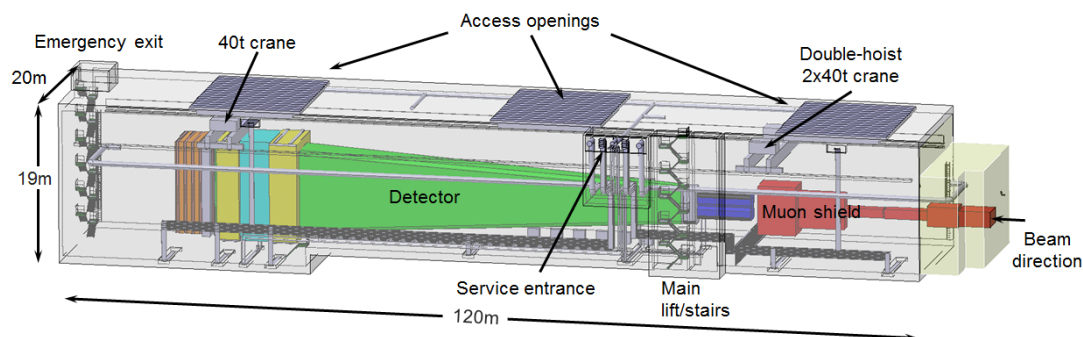 Access openings
Emergency exit
40t crane
Double-hoist
2x40t crane
20m
19m
Detector
Muon shield
Beam
direction
Service entrance
Main
lift/stairs
120m